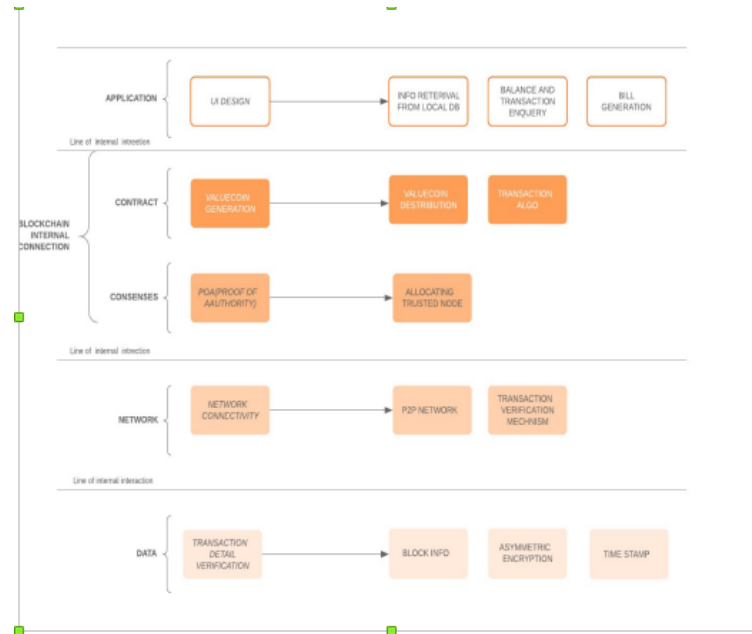 APPLICATION
UI DESIGN
INFO RETERIVAL
FROM LOCAL DB
BALANCE AND
TRANSACTION
ENQUERY
BILL
GENERATION
Line of internal intreetion
BLOCKCHAIN
INTERNAL
CONNECTION
CONTRACT
VALUECOIN
GENERATION
VALUECOIN
DESTRIBUTION
TRANSACTION
ALGO
CONSENSES
POA(PROOF OF
AAUTHORITY)
ALLOCATING
TRUSTED NODE
Line of internal intrection
NETWORK
NETWORK
CONNECTIVITY
P2P NETWORK
TRANSACTION
VERIFICATION
MECHNISM
Line of internal interaction
DATA
TRANSACTION
DETAIL
VERIFICATION
BLOCK INFO
ASYMMETRIC
ENCRYPTION
TIME STAMP